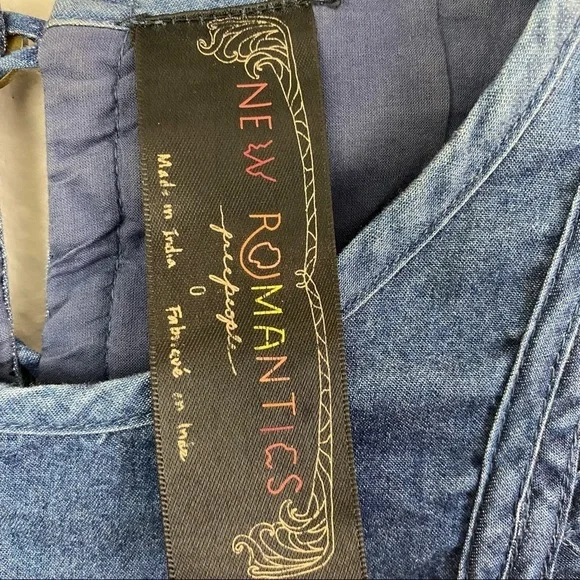 NEW ROMANTICS
freepeople
0
Made in India Fabriqué en Inde